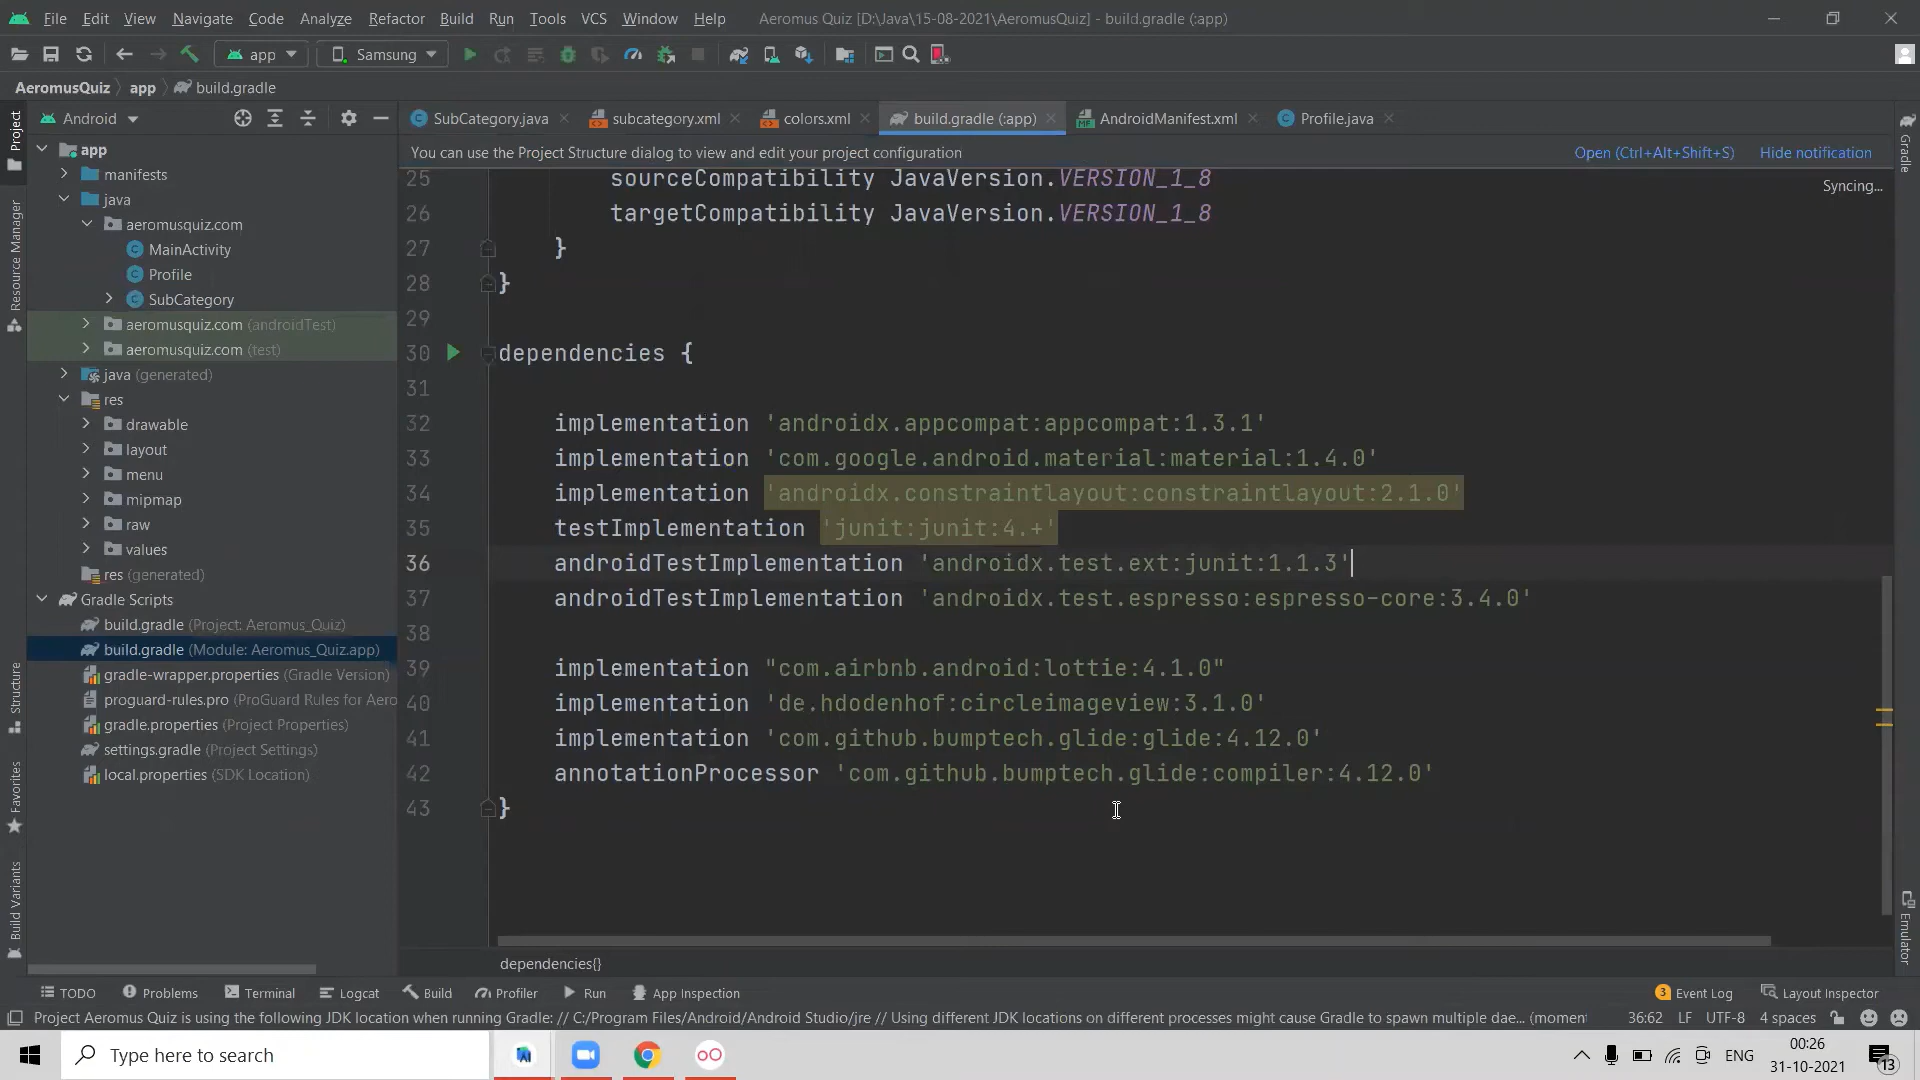 File Edit View Navigate Code Analyze Refactor Build Run Tools VCS Window Help Aeromus Quiz [D:\Java\15-08-2021\AeromusQuiz] - build.gradle (:app)
app Samsung
AeromusQuiz app build.gradle
Android SubCategory.java subcategory.xml colors.xml build.gradle (:app) AndroidManifest.xml Profile.java
You can use the Project Structure dialog to view and edit your project configuration Open (Ctrl+Alt+Shift+S) Hide notification
Syncing...
Project
Resource Manager
Structure
Favorites
Build Variants
app
manifests
java
aeromusquiz.com
MainActivity
Profile
SubCategory
aeromusquiz.com (androidTest)
aeromusquiz.com (test)
java (generated)
res
drawable
layout
menu
mipmap
raw
values
res (generated)
Gradle Scripts
build.gradle (Project: Aeromus_Quiz)
build.gradle (Module: Aeromus_Quiz.app)
gradle-wrapper.properties (Gradle Version)
proguard-rules.pro (ProGuard Rules for Aero
gradle.properties (Project Properties)
settings.gradle (Project Settings)
local.properties (SDK Location)
25 sourceCompatibility JavaVersion.VERSION_1_8
26 targetCompatibility JavaVersion.VERSION_1_8
27 }
28 }
29
30 dependencies {
31
32 implementation 'androidx.appcompat:appcompat:1.3.1'
33 implementation 'com.google.android.material:material:1.4.0'
34 implementation 'androidx.constraintlayout:constraintlayout:2.1.0'
35 testImplementation 'junit:junit:4.+'
36 androidTestImplementation 'androidx.test.ext:junit:1.1.3'
37 androidTestImplementation 'androidx.test.espresso:espresso-core:3.4.0'
38
39 implementation "com.airbnb.android:lottie:4.1.0"
40 implementation 'de.hdodenhof:circleimageview:3.1.0'
41 implementation 'com.github.bumptech.glide:glide:4.12.0'
42 annotationProcessor 'com.github.bumptech.glide:compiler:4.12.0'
43 }
dependencies{}
Gradle
Emulator
TODO Problems Terminal Logcat Build Profiler Run App Inspection 3 Event Log Layout Inspector
Project Aeromus Quiz is using the following JDK location when running Gradle: // C:/Program Files/Android/Android Studio/jre // Using different JDK locations on different processes might cause Gradle to spawn multiple dae... (moment 36:62 LF UTF-8 4 spaces
Type here to search ENG 00:26
31-10-2021 13